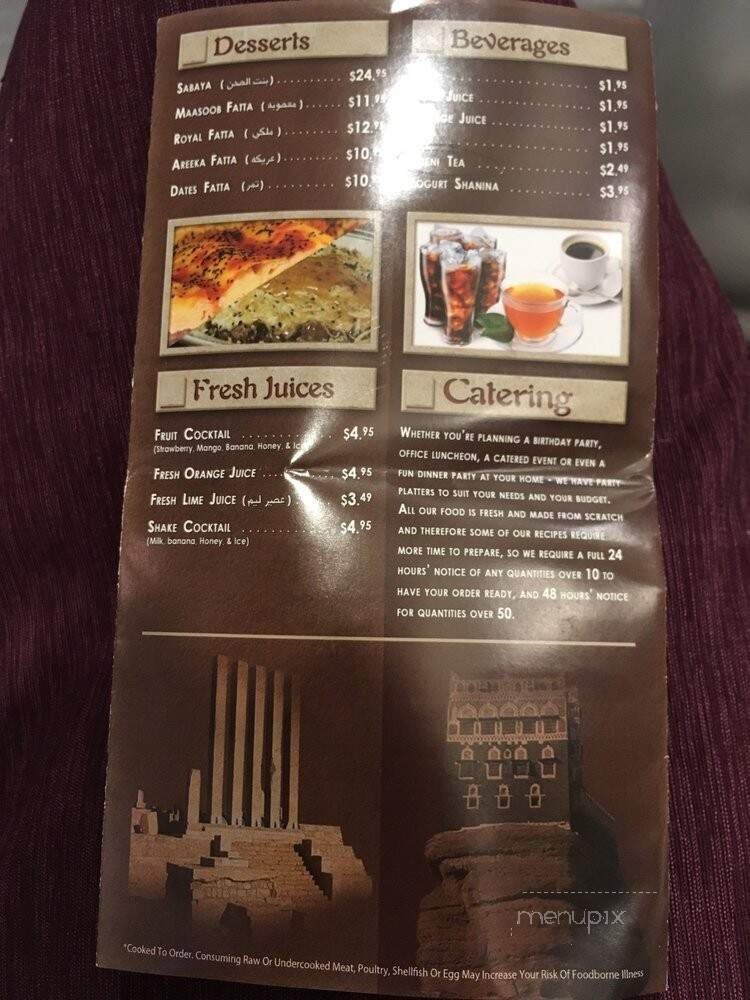 Desserts
Sabaya (بنت الصحن) .......... $24.95
Maasoob Fatta (معصوبه) ...... $11.95
Royal Fatta (ملكي) .......... $12.95
Areeka Fatta (عريكه) .......... $10.
Dates Fatta (تمر) .......... $10.
Beverages
$1.95
Juice .......... $1.95
Juice .......... $1.95
$1.95
Tea .......... $2.49
Yogurt Shanina .......... $3.95
Fresh Juices
Fruit Cocktail .......... $4.95
(Strawberry, Mango, Banana, Honey, & Ice)
Fresh Orange Juice .......... $4.95
Fresh Lime Juice (عصير ليم) ..... $3.49
Shake Cocktail .......... $4.95
(Milk, banana, Honey, & Ice)
Catering
Whether you're planning a birthday party,
office luncheon, a catered event or even a
fun dinner party at your home - we have party
platters to suit your needs and your budget.
All our food is fresh and made from scratch
and therefore some of our recipes require
more time to prepare, so we require a full 24
hours' notice of any quantities over 10 to
have your order ready, and 48 hours' notice
for quantities over 50.
menupix
*Cooked To Order. Consuming Raw Or Undercooked Meat, Poultry, Shellfish Or Egg May Increase Your Risk Of Foodborne Illness